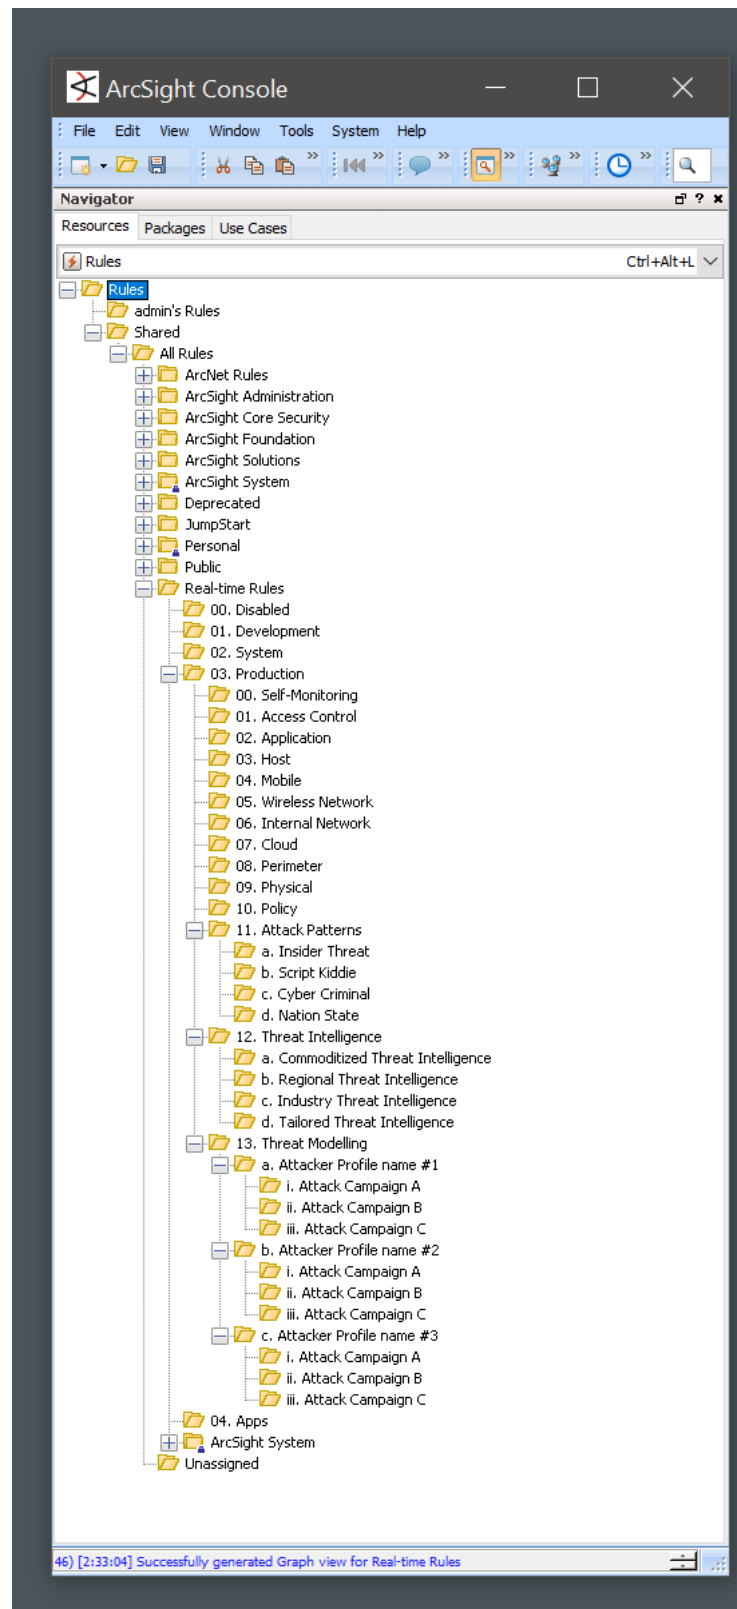 ArcSight Console
File Edit View Window Tools System Help
Navigator
Resources Packages Use Cases
Rules Ctrl+Alt+L
Rules
admin's Rules
Shared
All Rules
ArcNet Rules
ArcSight Administration
ArcSight Core Security
ArcSight Foundation
ArcSight Solutions
ArcSight System
Deprecated
JumpStart
Personal
Public
Real-time Rules
00. Disabled
01. Development
02. System
03. Production
00. Self-Monitoring
01. Access Control
02. Application
03. Host
04. Mobile
05. Wireless Network
06. Internal Network
07. Cloud
08. Perimeter
09. Physical
10. Policy
11. Attack Patterns
a. Insider Threat
b. Script Kiddie
c. Cyber Criminal
d. Nation State
12. Threat Intelligence
a. Commoditized Threat Intelligence
b. Regional Threat Intelligence
c. Industry Threat Intelligence
d. Tailored Threat Intelligence
13. Threat Modelling
a. Attacker Profile name #1
i. Attack Campaign A
ii. Attack Campaign B
iii. Attack Campaign C
b. Attacker Profile name #2
i. Attack Campaign A
ii. Attack Campaign B
iii. Attack Campaign C
c. Attacker Profile name #3
i. Attack Campaign A
ii. Attack Campaign B
iii. Attack Campaign C
04. Apps
ArcSight System
Unassigned
46) [2:33:04] Successfully generated Graph view for Real-time Rules